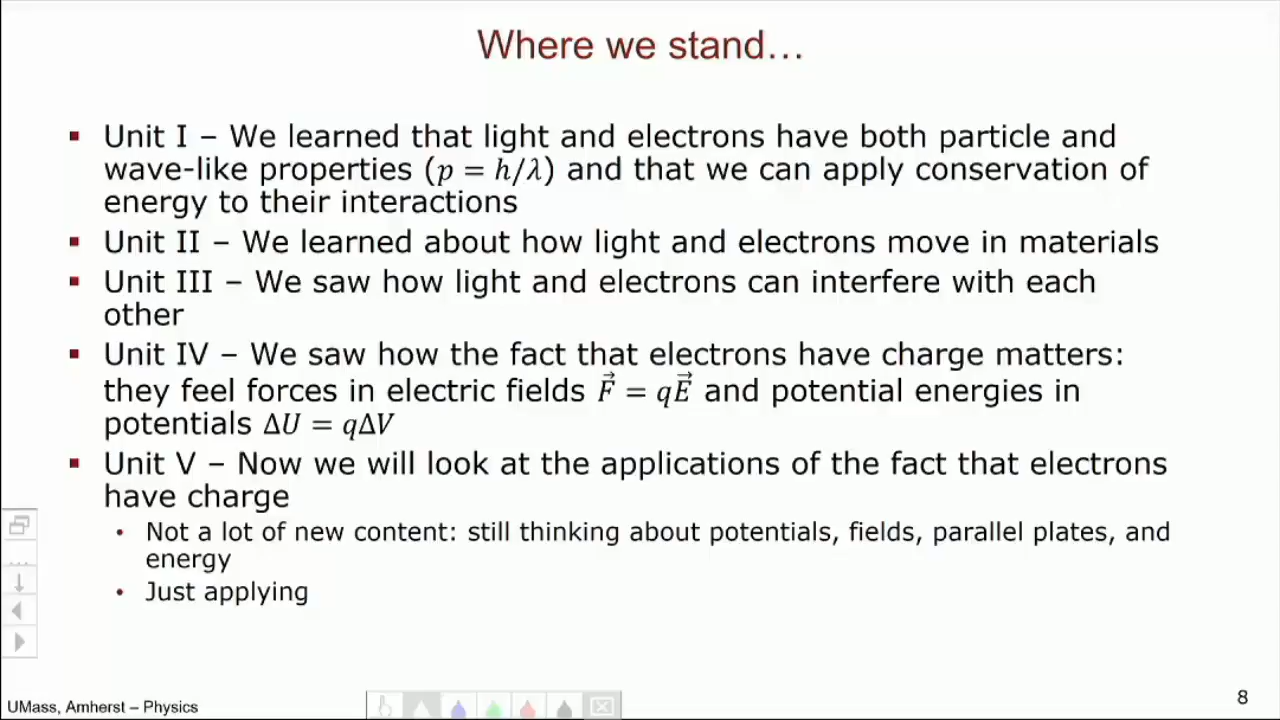 Where we stand…
▪ Unit I – We learned that light and electrons have both particle and
wave-like properties (p = h/λ) and that we can apply conservation of
energy to their interactions
▪ Unit II – We learned about how light and electrons move in materials
▪ Unit III – We saw how light and electrons can interfere with each
other
▪ Unit IV – We saw how the fact that electrons have charge matters:
they feel forces in electric fields F⃗ = qE⃗ and potential energies in
potentials ΔU = qΔV
▪ Unit V – Now we will look at the applications of the fact that electrons
have charge
• Not a lot of new content: still thinking about potentials, fields, parallel plates, and
energy
• Just applying
UMass, Amherst – Physics
8